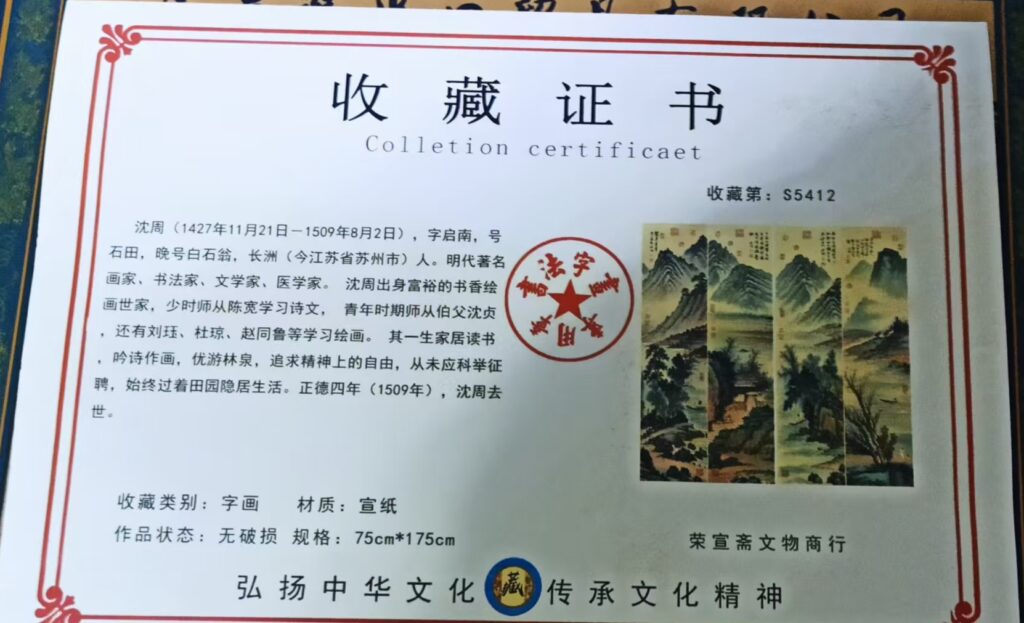 收藏证书
Colletion certificaet
收藏第：S5412
沈周（1427年11月21日－1509年8月2日），字启南，号
石田，晚号白石翁，长洲（今江苏省苏州市）人。明代著名
画家、书法家、文学家、医学家。 沈周出身富裕的书香绘
画世家，少时师从陈宽学习诗文， 青年时期师从伯父沈贞
，还有刘珏、杜琼、赵同鲁等学习绘画。 其一生家居读书
，吟诗作画，优游林泉，追求精神上的自由，从未应科举征
聘，始终过着田园隐居生活。正德四年（1509年），沈周去
世。
書法字畫專用章
收藏类别：字画 材质：宣纸
作品状态：无破损 规格：75cm*175cm
荣宣斋文物商行
弘扬中华文化 藏 传承文化精神